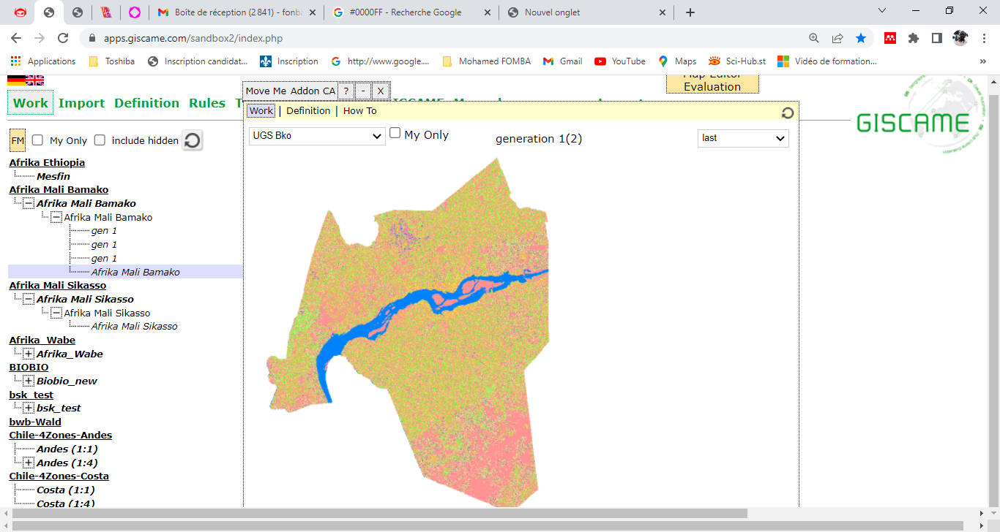 Boîte de réception (2 841) - fonba
#0000FF - Recherche Google
Nouvel onglet
apps.giscame.com/sandbox2/index.php
Applications
Toshiba
Inscription candidat...
Inscription
http://www.google....
Mohamed FOMBA
Gmail
YouTube
Maps
Sci-Hub.st
Vidéo de formation...
»
Map Editor
Evaluation
Work Import Definition Rules T
Move Me Addon CA ? - X
Work | Definition | How To
GISCAME
FM My Only include hidden
UGS Bko
My Only
generation 1(2)
last
Afrika Ethiopia
Mesfin
Afrika Mali Bamako
Afrika Mali Bamako
Afrika Mali Bamako
gen 1
gen 1
gen 1
Afrika Mali Bamako
Afrika Mali Sikasso
Afrika Mali Sikasso
Afrika Mali Sikasso
Afrika Mali Sikasso
Afrika_Wabe
Afrika_Wabe
BIOBIO
Biobio_new
bsk_test
bsk_test
bwb-Wald
Chile-4Zones-Andes
Andes (1:1)
Andes (1:4)
Chile-4Zones-Costa
Costa (1:1)
Costa (1:4)